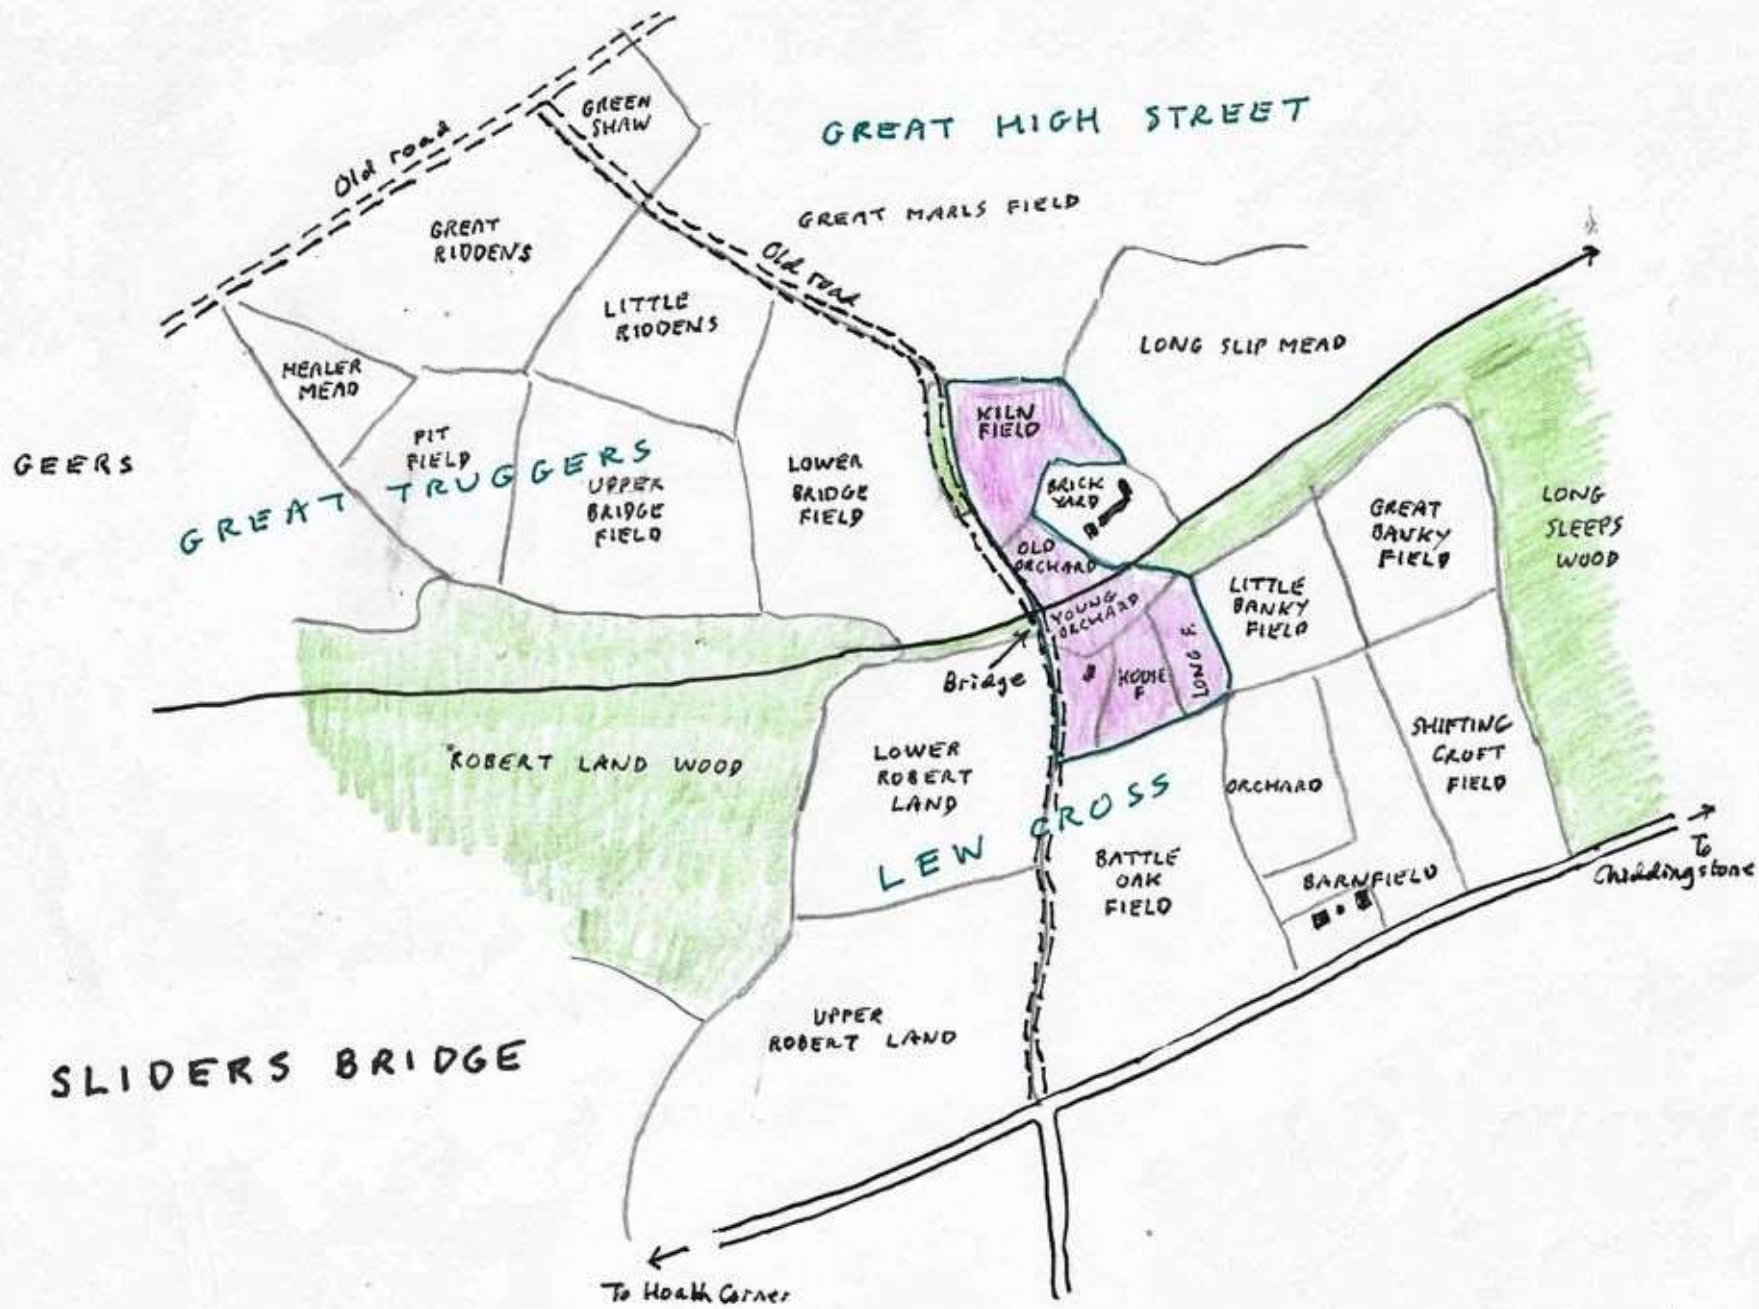 GREEN
SHAW
GREAT HIGH STREET
Old road
GREAT MARLS FIELD
GREAT
RIDDENS
Old road
LITTLE
RIDDENS
LONG SLIP MEAD
MEALER
MEAD
KILN
FIELD
GEERS
PIT
FIELD
GREAT TRUGGERS
UPPER
BRIDGE
FIELD
LOWER
BRIDGE
FIELD
BRICK
YARD
GREAT
BANKY
FIELD
LONG
SLEEPS
WOOD
OLD
ORCHARD
YOUNG
ORCHARD
LITTLE
BANKY
FIELD
Bridge
HOUSE
F
LONG F.
ROBERT LAND WOOD
LOWER
ROBERT
LAND
LEW CROSS
ORCHARD
SHIFTING
CROFT
FIELD
BATTLE
OAK
FIELD
BARNFIELD
To
Chiddingstone
UPPER
ROBERT LAND
SLIDERS BRIDGE
To Hoath Corner